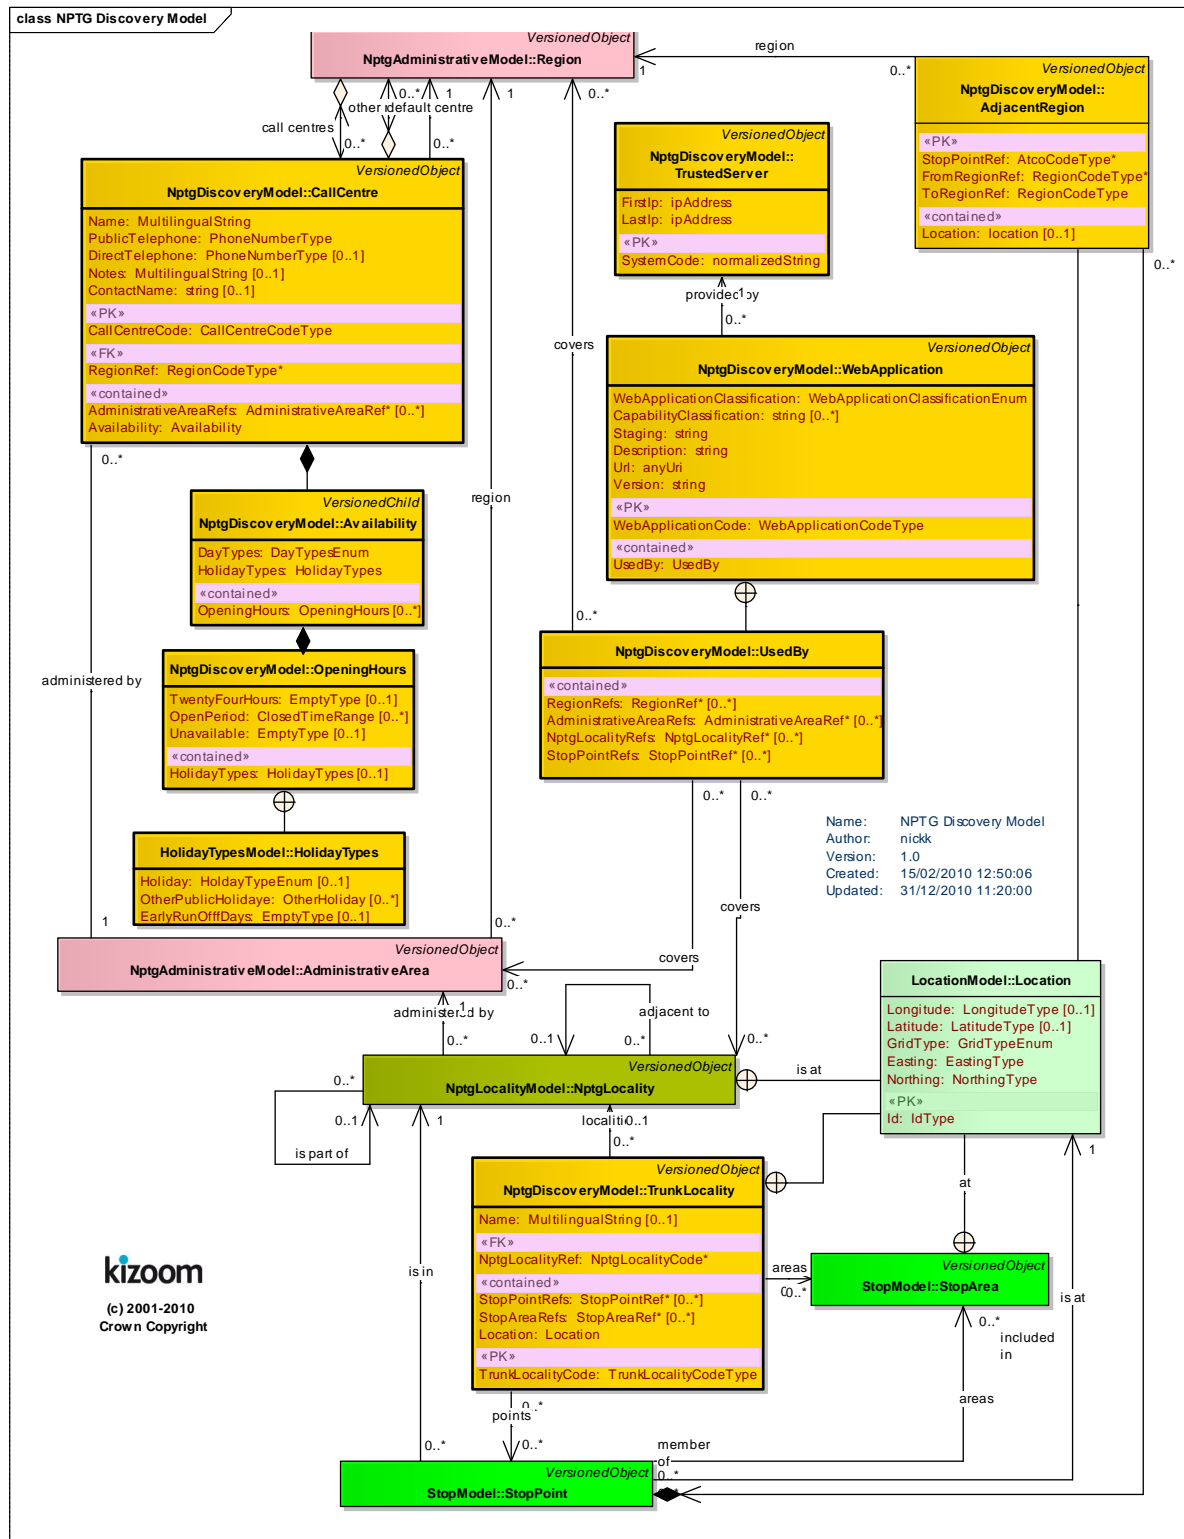 class NPTG Discovery Model
VersionedObject
NptgAdministrativeModel::Region
region
1
0..*
VersionedObject
NptgDiscoveryModel::
AdjacentRegion
«PK»
StopPointRef: AtcoCodeType*
FromRegionRef: RegionCodeType*
ToRegionRef: RegionCodeType
«contained»
Location: location [0..1]
0..*
0..*
1
1
0..*
other default centre
call centres
0..*
0..*
VersionedObject
NptgDiscoveryModel::CallCentre
Name: MultilingualString
PublicTelephone: PhoneNumberType
DirectTelephone: PhoneNumberType [0..1]
Notes: MultilingualString [0..1]
ContactName: string [0..1]
«PK»
CallCentreCode: CallCentreCodeType
«FK»
RegionRef: RegionCodeType*
«contained»
AdministrativeAreaRefs: AdministrativeAreaRef* [0..*]
Availability: Availability
0..*
VersionedObject
NptgDiscoveryModel::
TrustedServer
FirstIp: ipAddress
LastIp: ipAddress
«PK»
SystemCode: normalizedString
provided by
1
0..*
covers
VersionedObject
NptgDiscoveryModel::WebApplication
WebApplicationClassification: WebApplicationClassificationEnum
CapabilityClassification: string [0..*]
Staging: string
Description: string
Url: anyUri
Version: string
«PK»
WebApplicationCode: WebApplicationCodeType
«contained»
UsedBy: UsedBy
region
VersionedChild
NptgDiscoveryModel::Availability
DayTypes: DayTypesEnum
HolidayTypes: HolidayTypes
«contained»
OpeningHours: OpeningHours [0..*]
0..*
NptgDiscoveryModel::UsedBy
«contained»
RegionRefs: RegionRef* [0..*]
AdministrativeAreaRefs: AdministrativeAreaRef* [0..*]
NptgLocalityRefs: NptgLocalityRef* [0..*]
StopPointRefs: StopPointRef* [0..*]
0..*
0..*
administered by
NptgDiscoveryModel::OpeningHours
TwentyFourHours: EmptyType [0..1]
OpenPeriod: ClosedTimeRange [0..*]
Unavailable: EmptyType [0..1]
«contained»
HolidayTypes: HolidayTypes [0..1]
HolidayTypesModel::HolidayTypes
Holiday: HoldayTypeEnum [0..1]
OtherPublicHolidaye: OtherHoliday [0..*]
EarlyRunOfffDays: EmptyType [0..1]
Name: NPTG Discovery Model
Author: nickk
Version: 1.0
Created: 15/02/2010 12:50:06
Updated: 31/12/2010 11:20:00
covers
1
0..*
VersionedObject
NptgAdministrativeModel::AdministrativeArea
covers
0..*
1
administered by
0..*
adjacent to
0..1
0..*
0..*
VersionedObject
NptgLocalityModel::NptgLocality
is at
LocationModel::Location
Longitude: LongitudeType [0..1]
Latitude: LatitudeType [0..1]
GridType: GridTypeEnum
Easting: EastingType
Northing: NorthingType
«PK»
Id: IdType
0..*
0..1
is part of
1
0..1
0..*
1
at
VersionedObject
NptgDiscoveryModel::TrunkLocality
Name: MultilingualString [0..1]
«FK»
NptgLocalityRef: NptgLocalityCode*
«contained»
StopPointRefs: StopPointRef* [0..*]
StopAreaRefs: StopAreaRef* [0..*]
Location: Location
«PK»
TrunkLocalityCode: TrunkLocalityCodeType
areas
0..*
VersionedObject
StopModel::StopArea
is in
is at
kizoom
(c) 2001-2010
Crown Copyright
0..*
included
in
areas
0..*
points
0..*
0..*
member
of
0..*
VersionedObject
StopModel::StopPoint